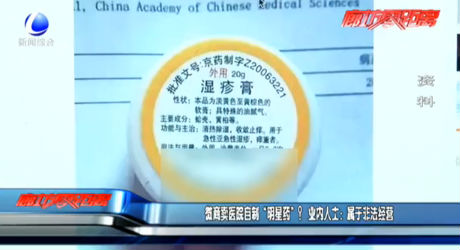 l, China Academy of Chinese Medical Sciences
新闻综合
批准文号:京药制字Z20063221
外用 20g
湿疹膏
性状:本品为淡黄色至黄棕色的
软膏;具特殊的油腻气。
主要成分:蛤壳、黄柏等。
功能与主治:清热除湿,收敛止痒。用于
急性亚急性湿疹,痒重者。
资料
微商卖医院自制“明星药”?业内人士:属于非法经营